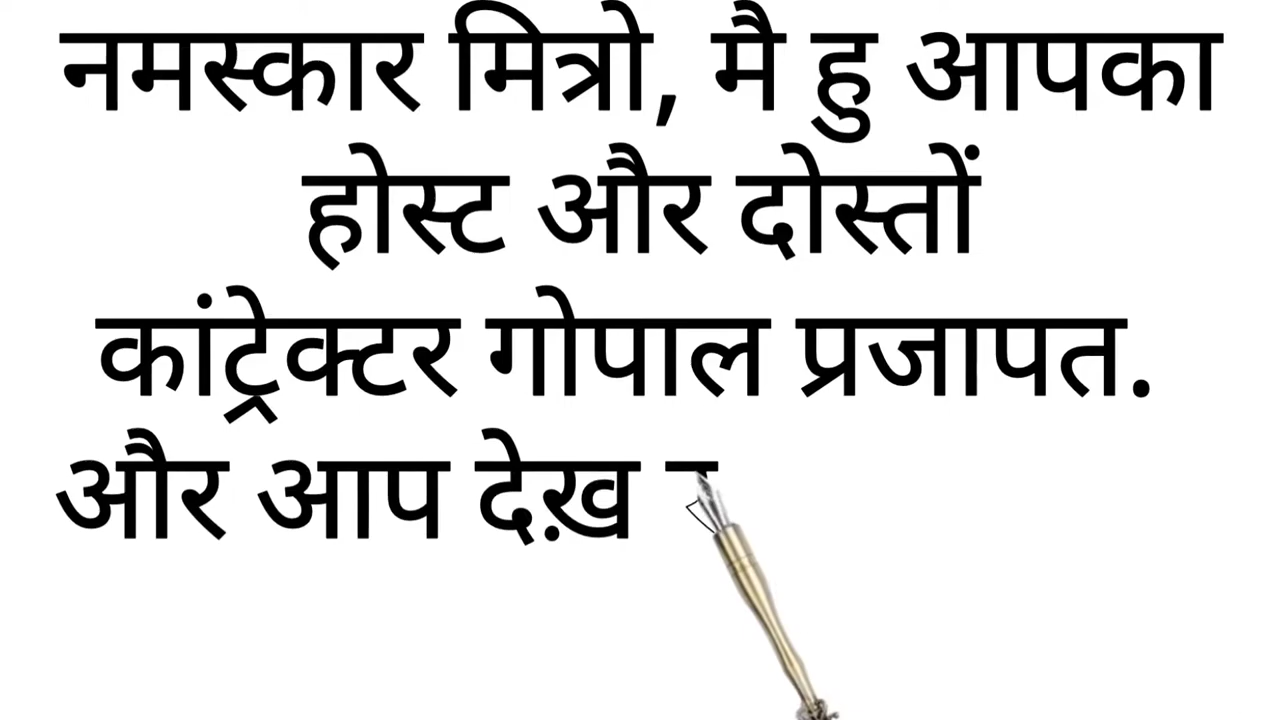 नमस्कार मित्रो, मै हु आपका
होस्ट और दोस्तों
कांट्रेक्टर गोपाल प्रजापत.
और आप देख़